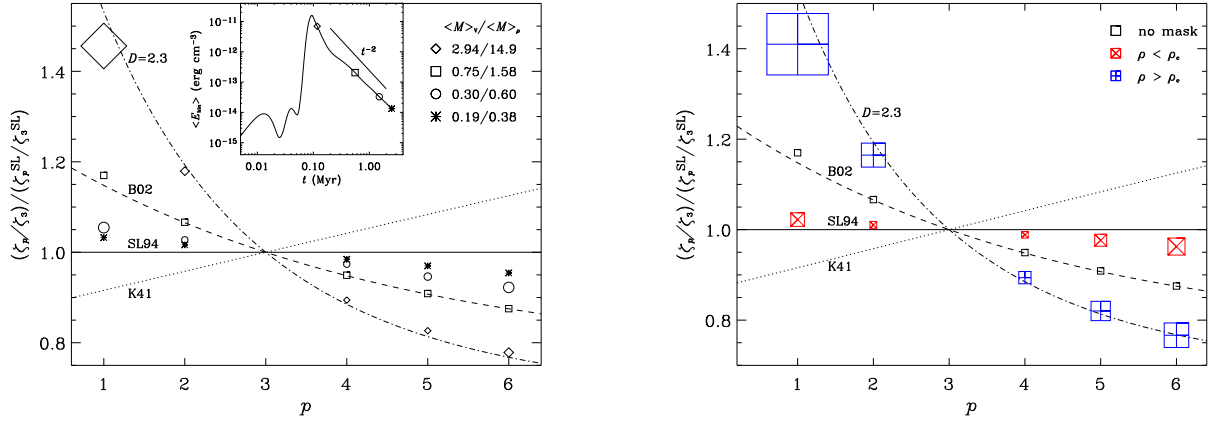 (ζp/ζ3)/(ζp^SL/ζ3^SL)
1.4
1.2
1.0
0.8
1 2 3 4 5 6
p
D=2.3
B02
SL94
K41
<E_kin> (erg cm⁻³)
10⁻¹¹
10⁻¹²
10⁻¹³
10⁻¹⁴
10⁻¹⁵
0.01 0.10 1.00
t (Myr)
t⁻²
<M>_v/<M>_ρ
2.94/14.9
0.75/1.58
0.30/0.60
0.19/0.38
(ζp/ζ3)/(ζp^SL/ζ3^SL)
1.4
1.2
1.0
0.8
1 2 3 4 5 6
p
D=2.3
B02
SL94
K41
no mask
ρ < ρ_c
ρ > ρ_c